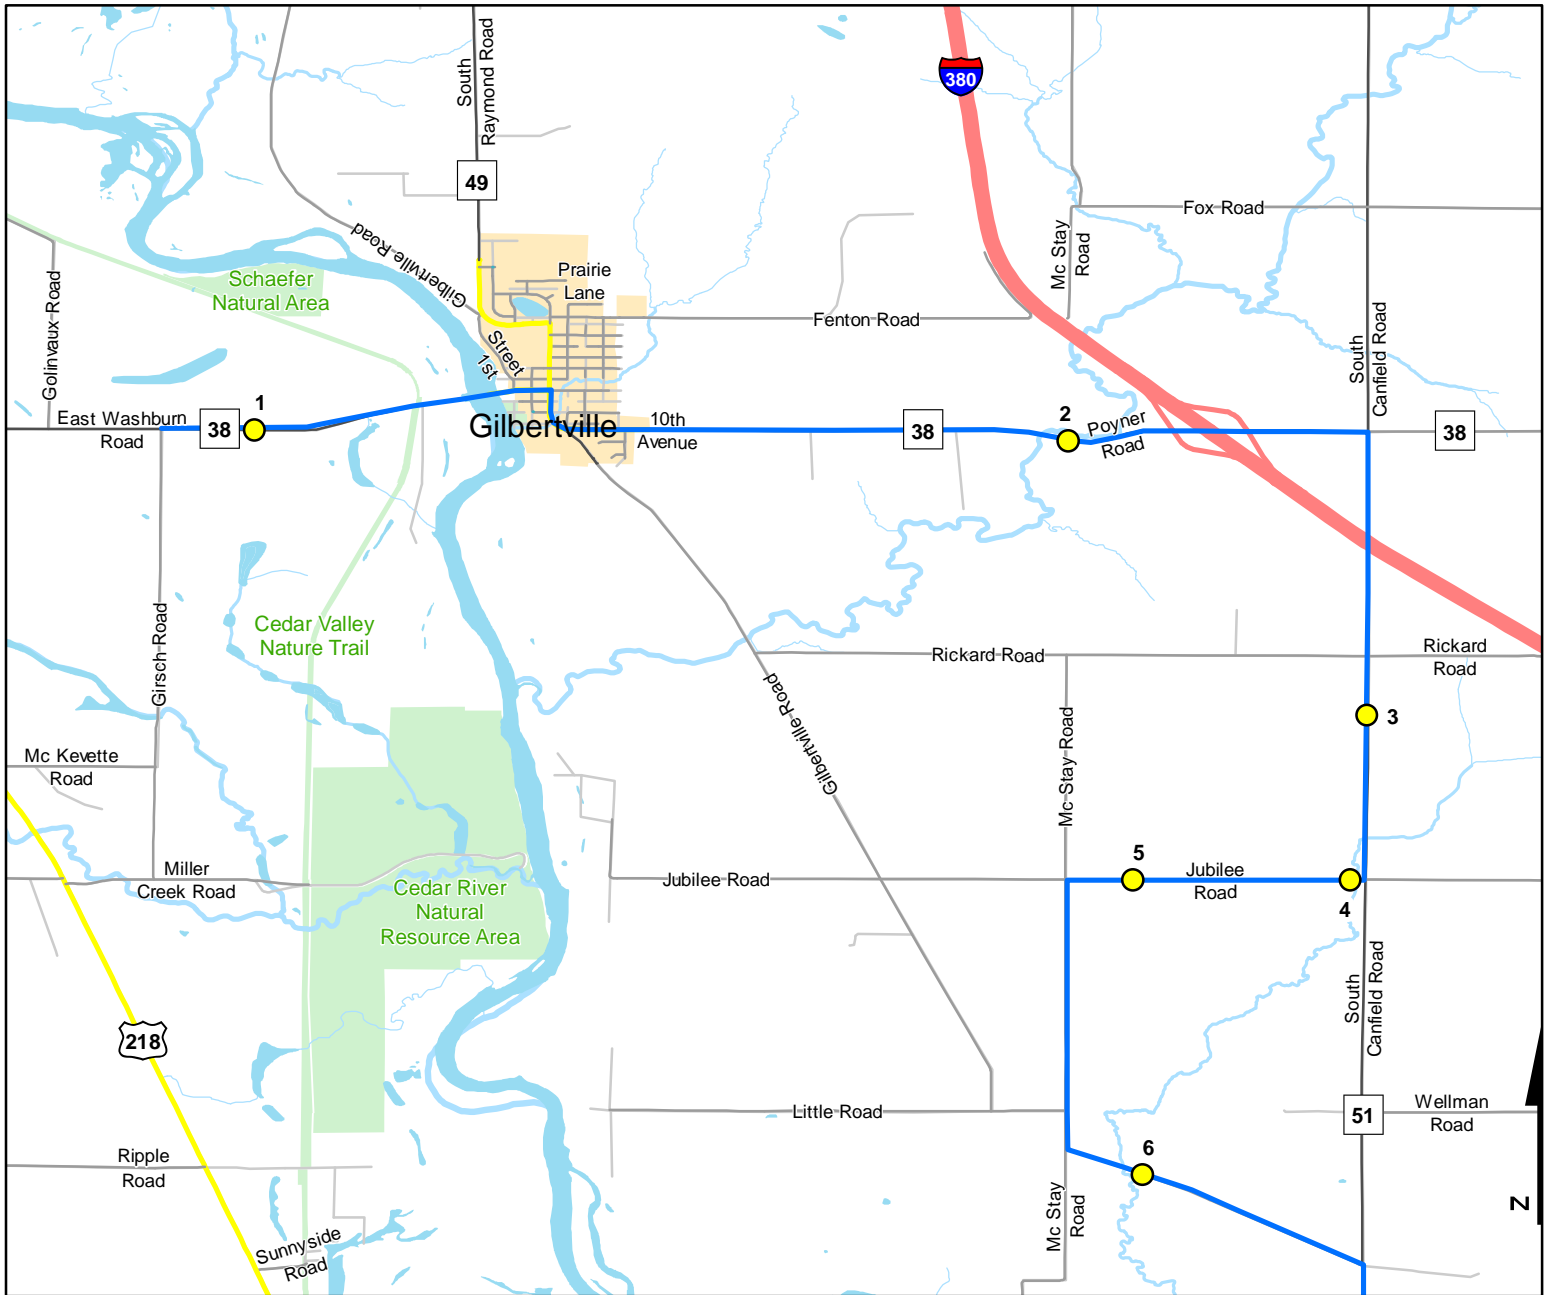 South
Raymond Road
380
49
Fox Road
Mc Stay
Road
Gilbertville Road
Schaefer
Natural Area
Prairie
Lane
Golinvaux Road
Fenton Road
South
Canfield Road
Street
1st
1
2
East Washburn
Road
38
Gilbertville
10th
Avenue
38
Poyner
Road
38
Cedar Valley
Nature Trail
Girsch Road
Rickard Road
Rickard
Road
Gilbertville Road
Mc Stay Road
3
Mc Kevette
Road
5
Miller
Creek Road
Jubilee Road
Jubilee
Road
4
Cedar River
Natural
Resource Area
South
Canfield Road
218
Little Road
51
Wellman
Road
6
Ripple
Road
Mc Stay
Road
N
Sunnyside
Road